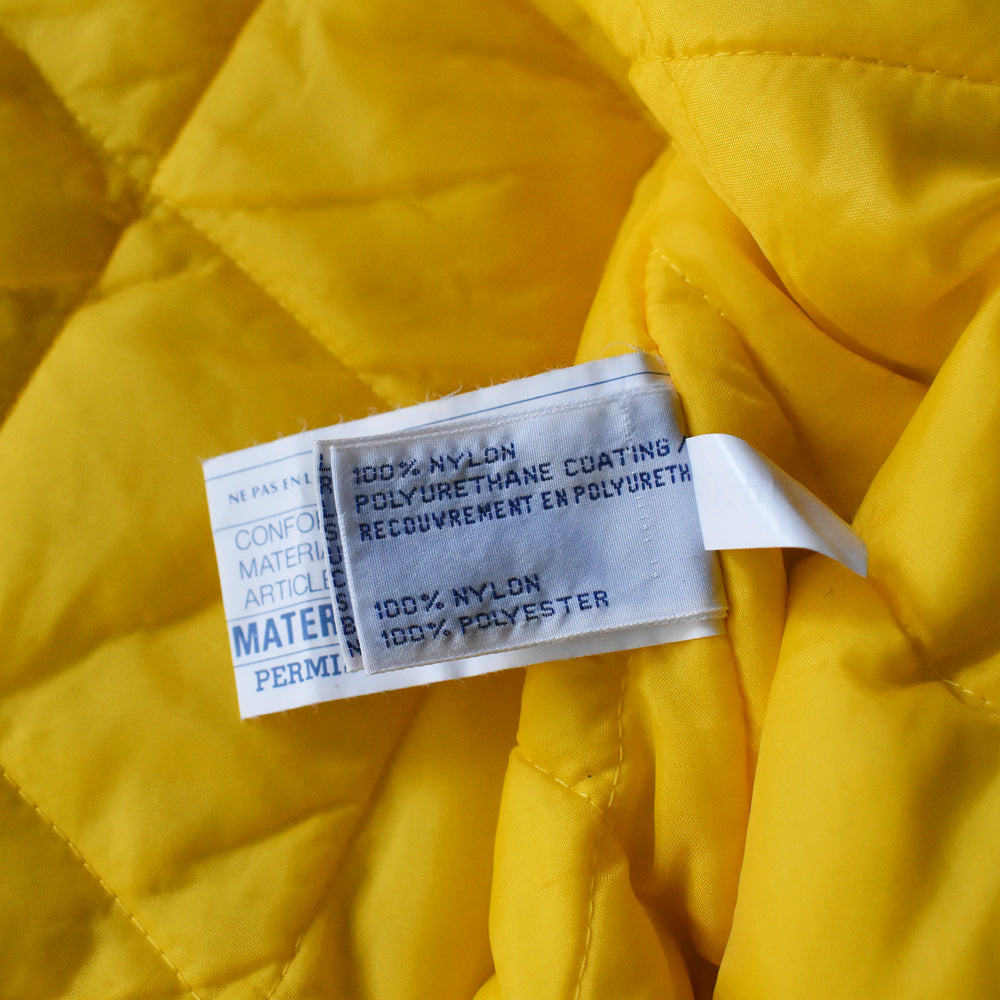 NE PAS EN L
CONFO
MATERI
ARTICLE
MATER
PERMI
100% NYLON
POLYURETHANE COATING/
RECOUVREMENT EN POLYURETH
100% NYLON
100% POLYESTER